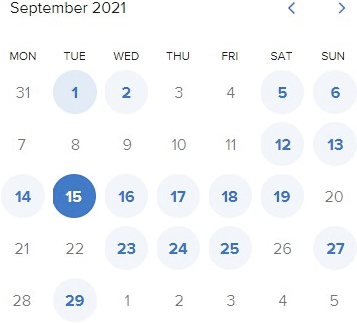 September 2021
MON TUE WED THU FRI SAT SUN
31 1 2 3 4 5 6
7 8 9 10 11 12 13
14 15 16 17 18 19 20
21 22 23 24 25 26 27
28 29 1 2 3 4 5